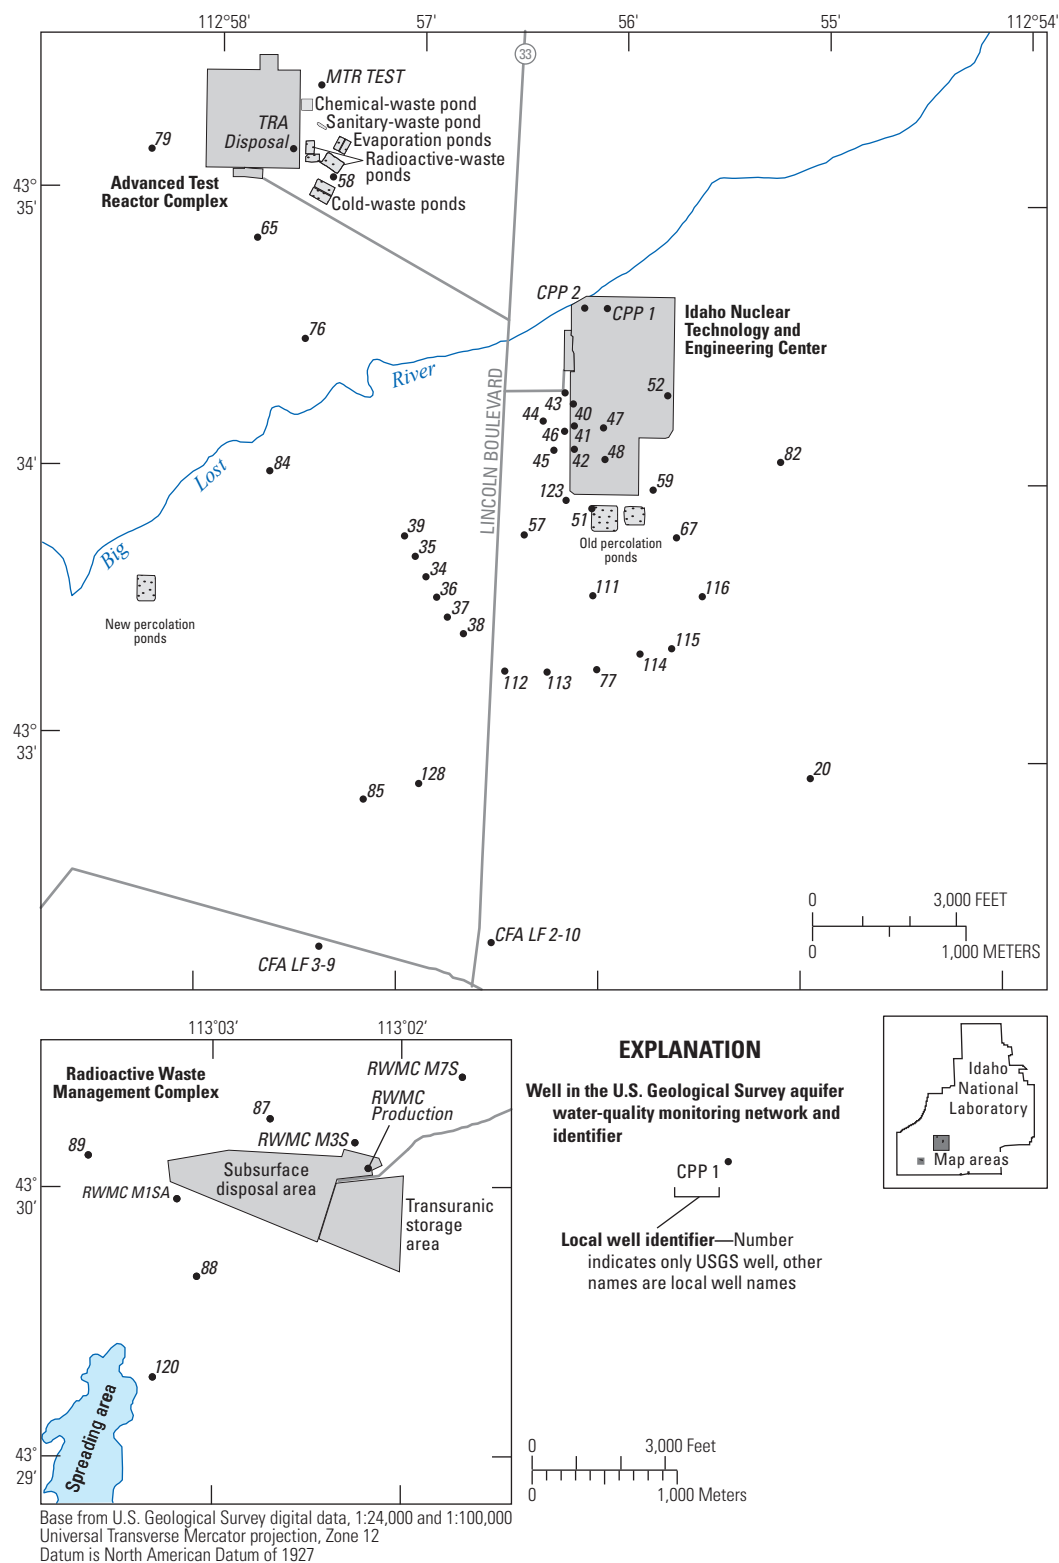 112°58'
57'
56'
55'
112°54'
33
MTR TEST
Chemical-waste pond
Sanitary-waste pond
TRA
Disposal
Evaporation ponds
Radioactive-waste
ponds
79
58
Cold-waste ponds
Advanced Test
Reactor Complex
43°
35'
65
76
CPP 2
CPP 1
Idaho Nuclear
Technology and
Engineering Center
River
LINCOLN BOULEVARD
52
43
40
44
47
46
41
45
42
48
82
34'
84
Lost
59
123
51
57
67
Old percolation
ponds
39
35
34
36
37
38
Big
New percolation
ponds
111
116
115
114
112
113
77
43°
33'
128
85
20
0
3,000 FEET
0
1,000 METERS
CFA LF 2-10
CFA LF 3-9
113°03'
113°02'
Radioactive Waste
Management Complex
RWMC M7S
RWMC
Production
87
RWMC M3S
89
Subsurface
disposal area
RWMC M1SA
43°
30'
Transuranic
storage
area
88
120
Spreading area
43°
29'
EXPLANATION
Well in the U.S. Geological Survey aquifer
water-quality monitoring network and
identifier
CPP 1
Local well identifier—Number
indicates only USGS well, other
names are local well names
Idaho
National
Laboratory
Map areas
0
3,000 Feet
0
1,000 Meters
Base from U.S. Geological Survey digital data, 1:24,000 and 1:100,000
Universal Transverse Mercator projection, Zone 12
Datum is North American Datum of 1927